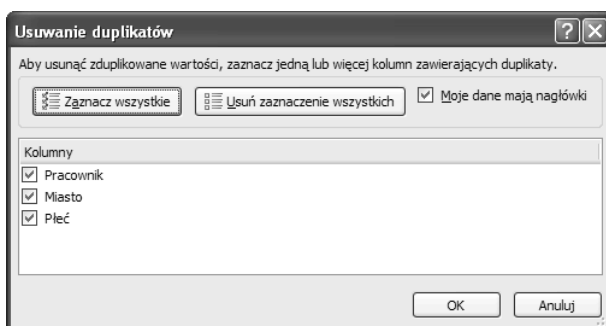 Usuwanie duplikatów
Aby usunąć zduplikowane wartości, zaznacz jedną lub więcej kolumn zawierających duplikaty.
Zaznacz wszystkie Usuń zaznaczenie wszystkich Moje dane mają nagłówki
Kolumny
Pracownik
Miasto
Płeć
OK Anuluj